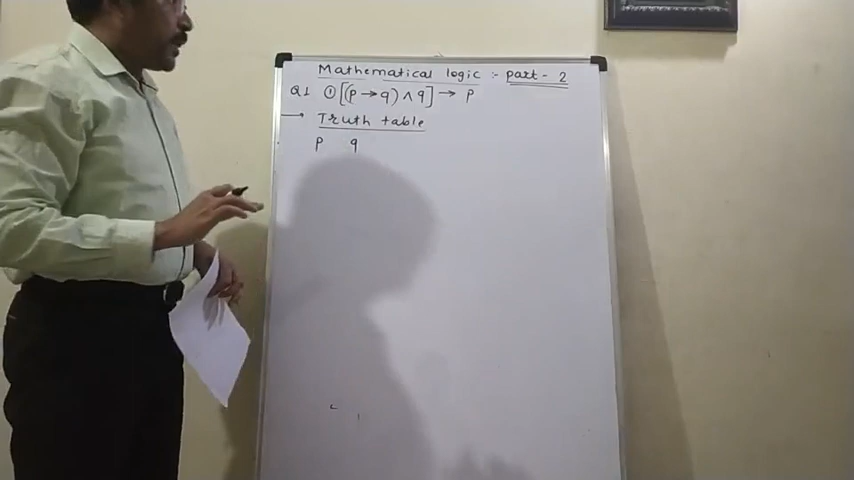 Mathematical logic :- part - 2
Q1 ① [(p → q) ∧ q] → p
→ Truth table
p q